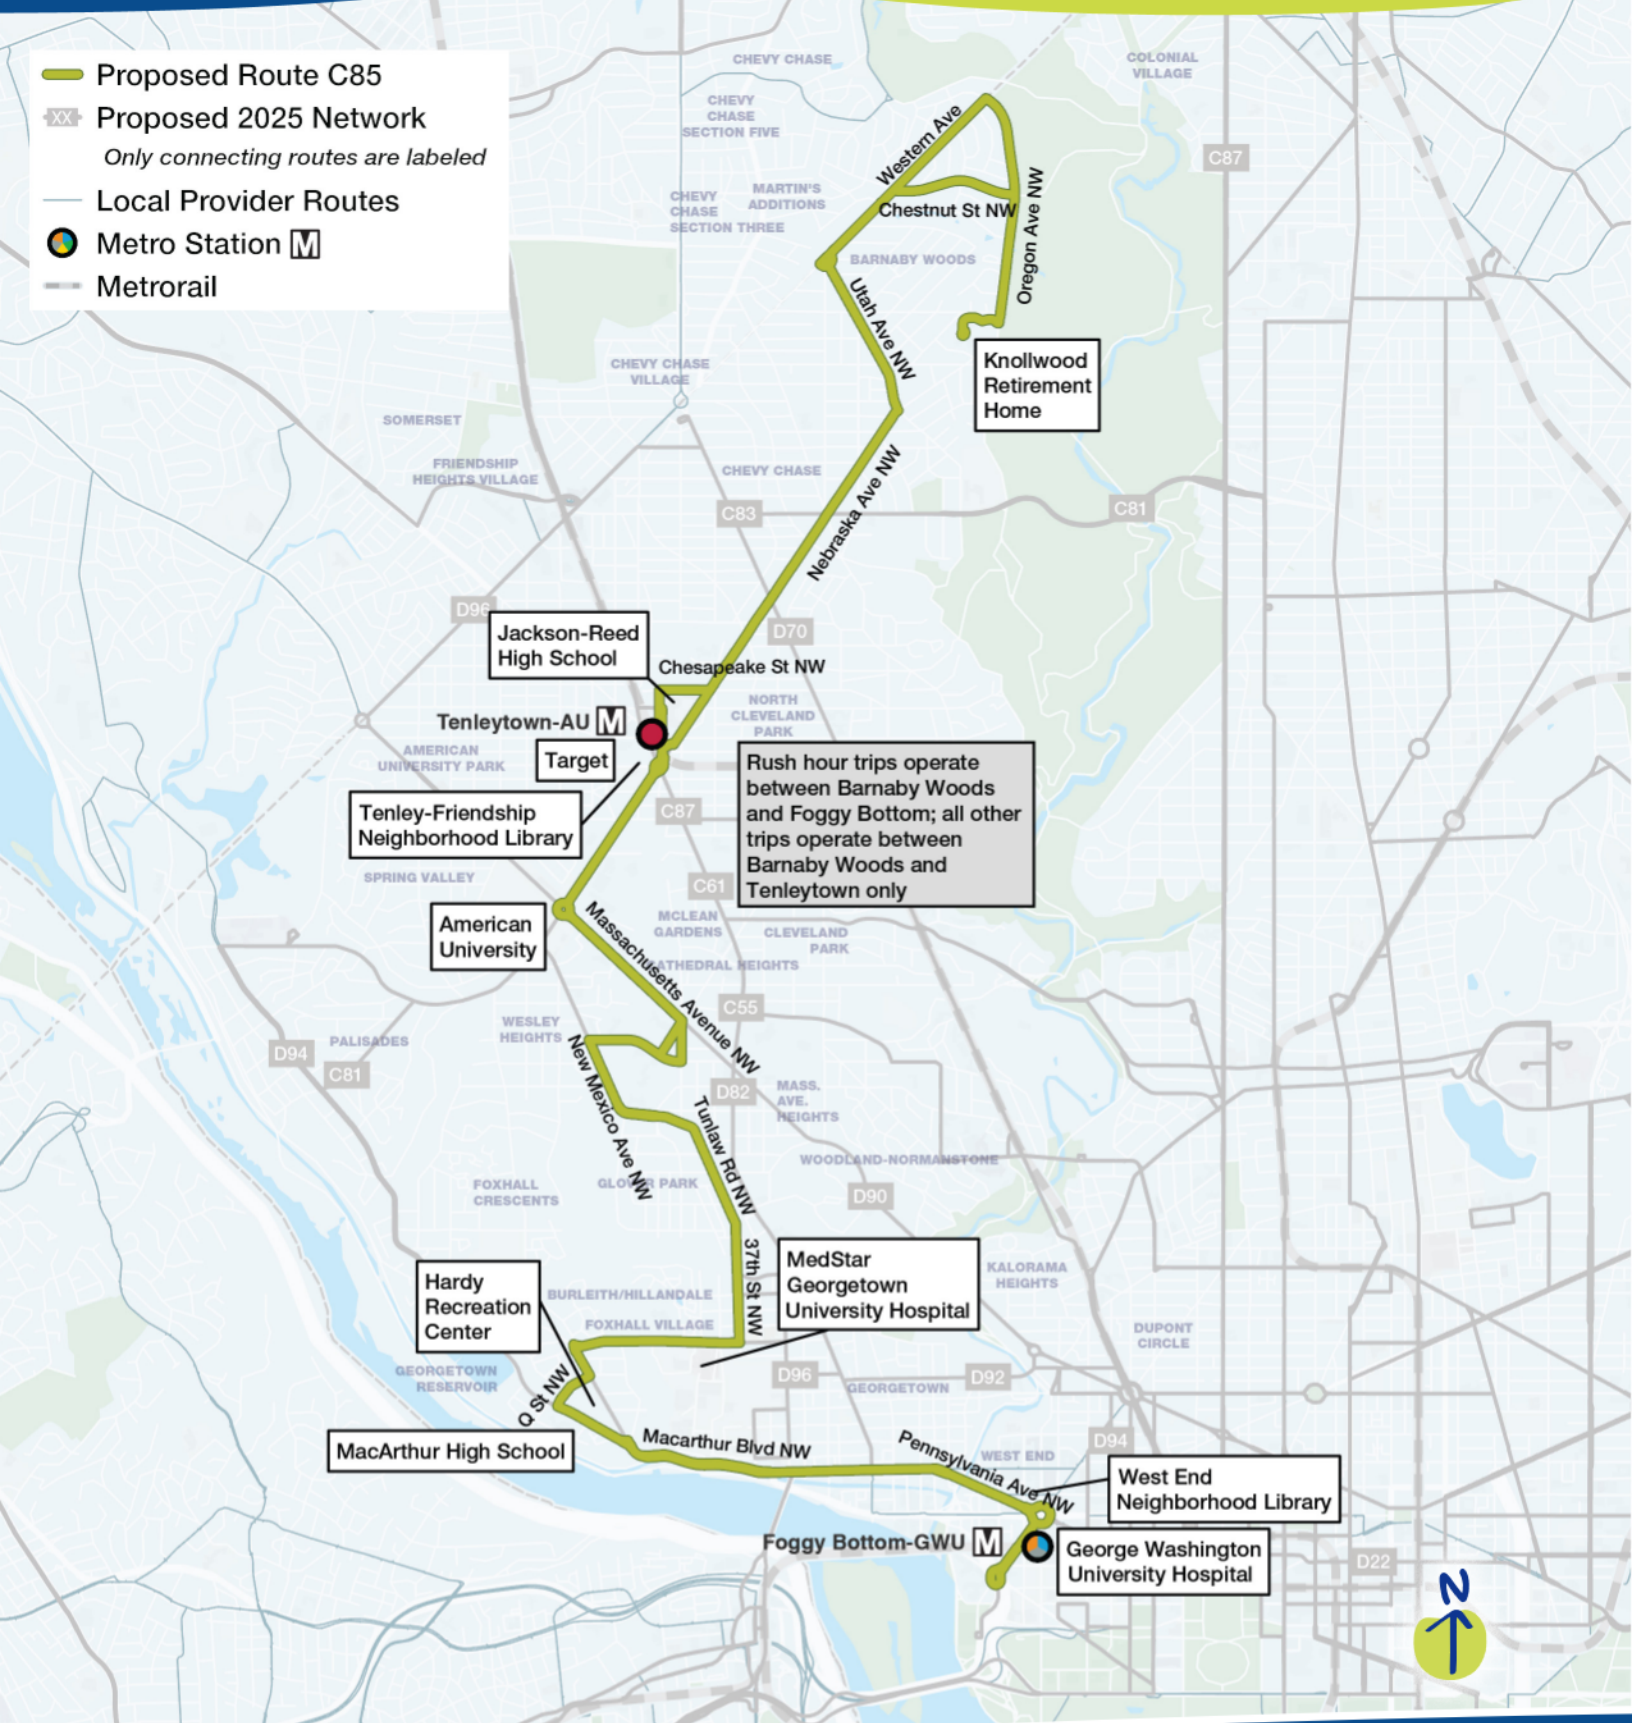 Proposed Route C85
XX Proposed 2025 Network
Only connecting routes are labeled
Local Provider Routes
Metro Station M
Metrorail
CHEVY CHASE
COLONIAL
VILLAGE
CHEVY
CHASE
SECTION FIVE
Western Ave
C87
MARTIN'S
ADDITIONS
CHEVY
CHASE
SECTION THREE
Chestnut St NW
Oregon Ave NW
BARNABY WOODS
Utah Ave NW
Knollwood
Retirement
Home
CHEVY CHASE
VILLAGE
SOMERSET
FRIENDSHIP
HEIGHTS VILLAGE
CHEVY CHASE
Nebraska Ave NW
C83
C81
D96
Jackson-Reed
High School
D70
Chesapeake St NW
NORTH
CLEVELAND
PARK
Tenleytown-AU M
AMERICAN
UNIVERSITY PARK
Target
Rush hour trips operate
between Barnaby Woods
and Foggy Bottom; all other
trips operate between
Barnaby Woods and
Tenleytown only
Tenley-Friendship
Neighborhood Library
C87
SPRING VALLEY
C61
American
University
Massachusetts Avenue NW
MCLEAN
GARDENS
CLEVELAND
PARK
CATHEDRAL HEIGHTS
C55
WESLEY
HEIGHTS
PALISADES
D94
C81
New Mexico Ave NW
D82
MASS.
AVE.
HEIGHTS
Tunlaw Rd NW
WOODLAND-NORMANSTONE
FOXHALL
CRESCENTS
GLOVER PARK
D90
37th St NW
MedStar
Georgetown
University Hospital
KALORAMA
HEIGHTS
Hardy
Recreation
Center
BURLEITH/HILLANDALE
FOXHALL VILLAGE
DUPONT
CIRCLE
GEORGETOWN
RESERVOIR
Q St NW
D96
GEORGETOWN
D92
MacArthur High School
Macarthur Blvd NW
Pennsylvania Ave NW
WEST END
D94
West End
Neighborhood Library
Foggy Bottom-GWU M
George Washington
University Hospital
D22
N